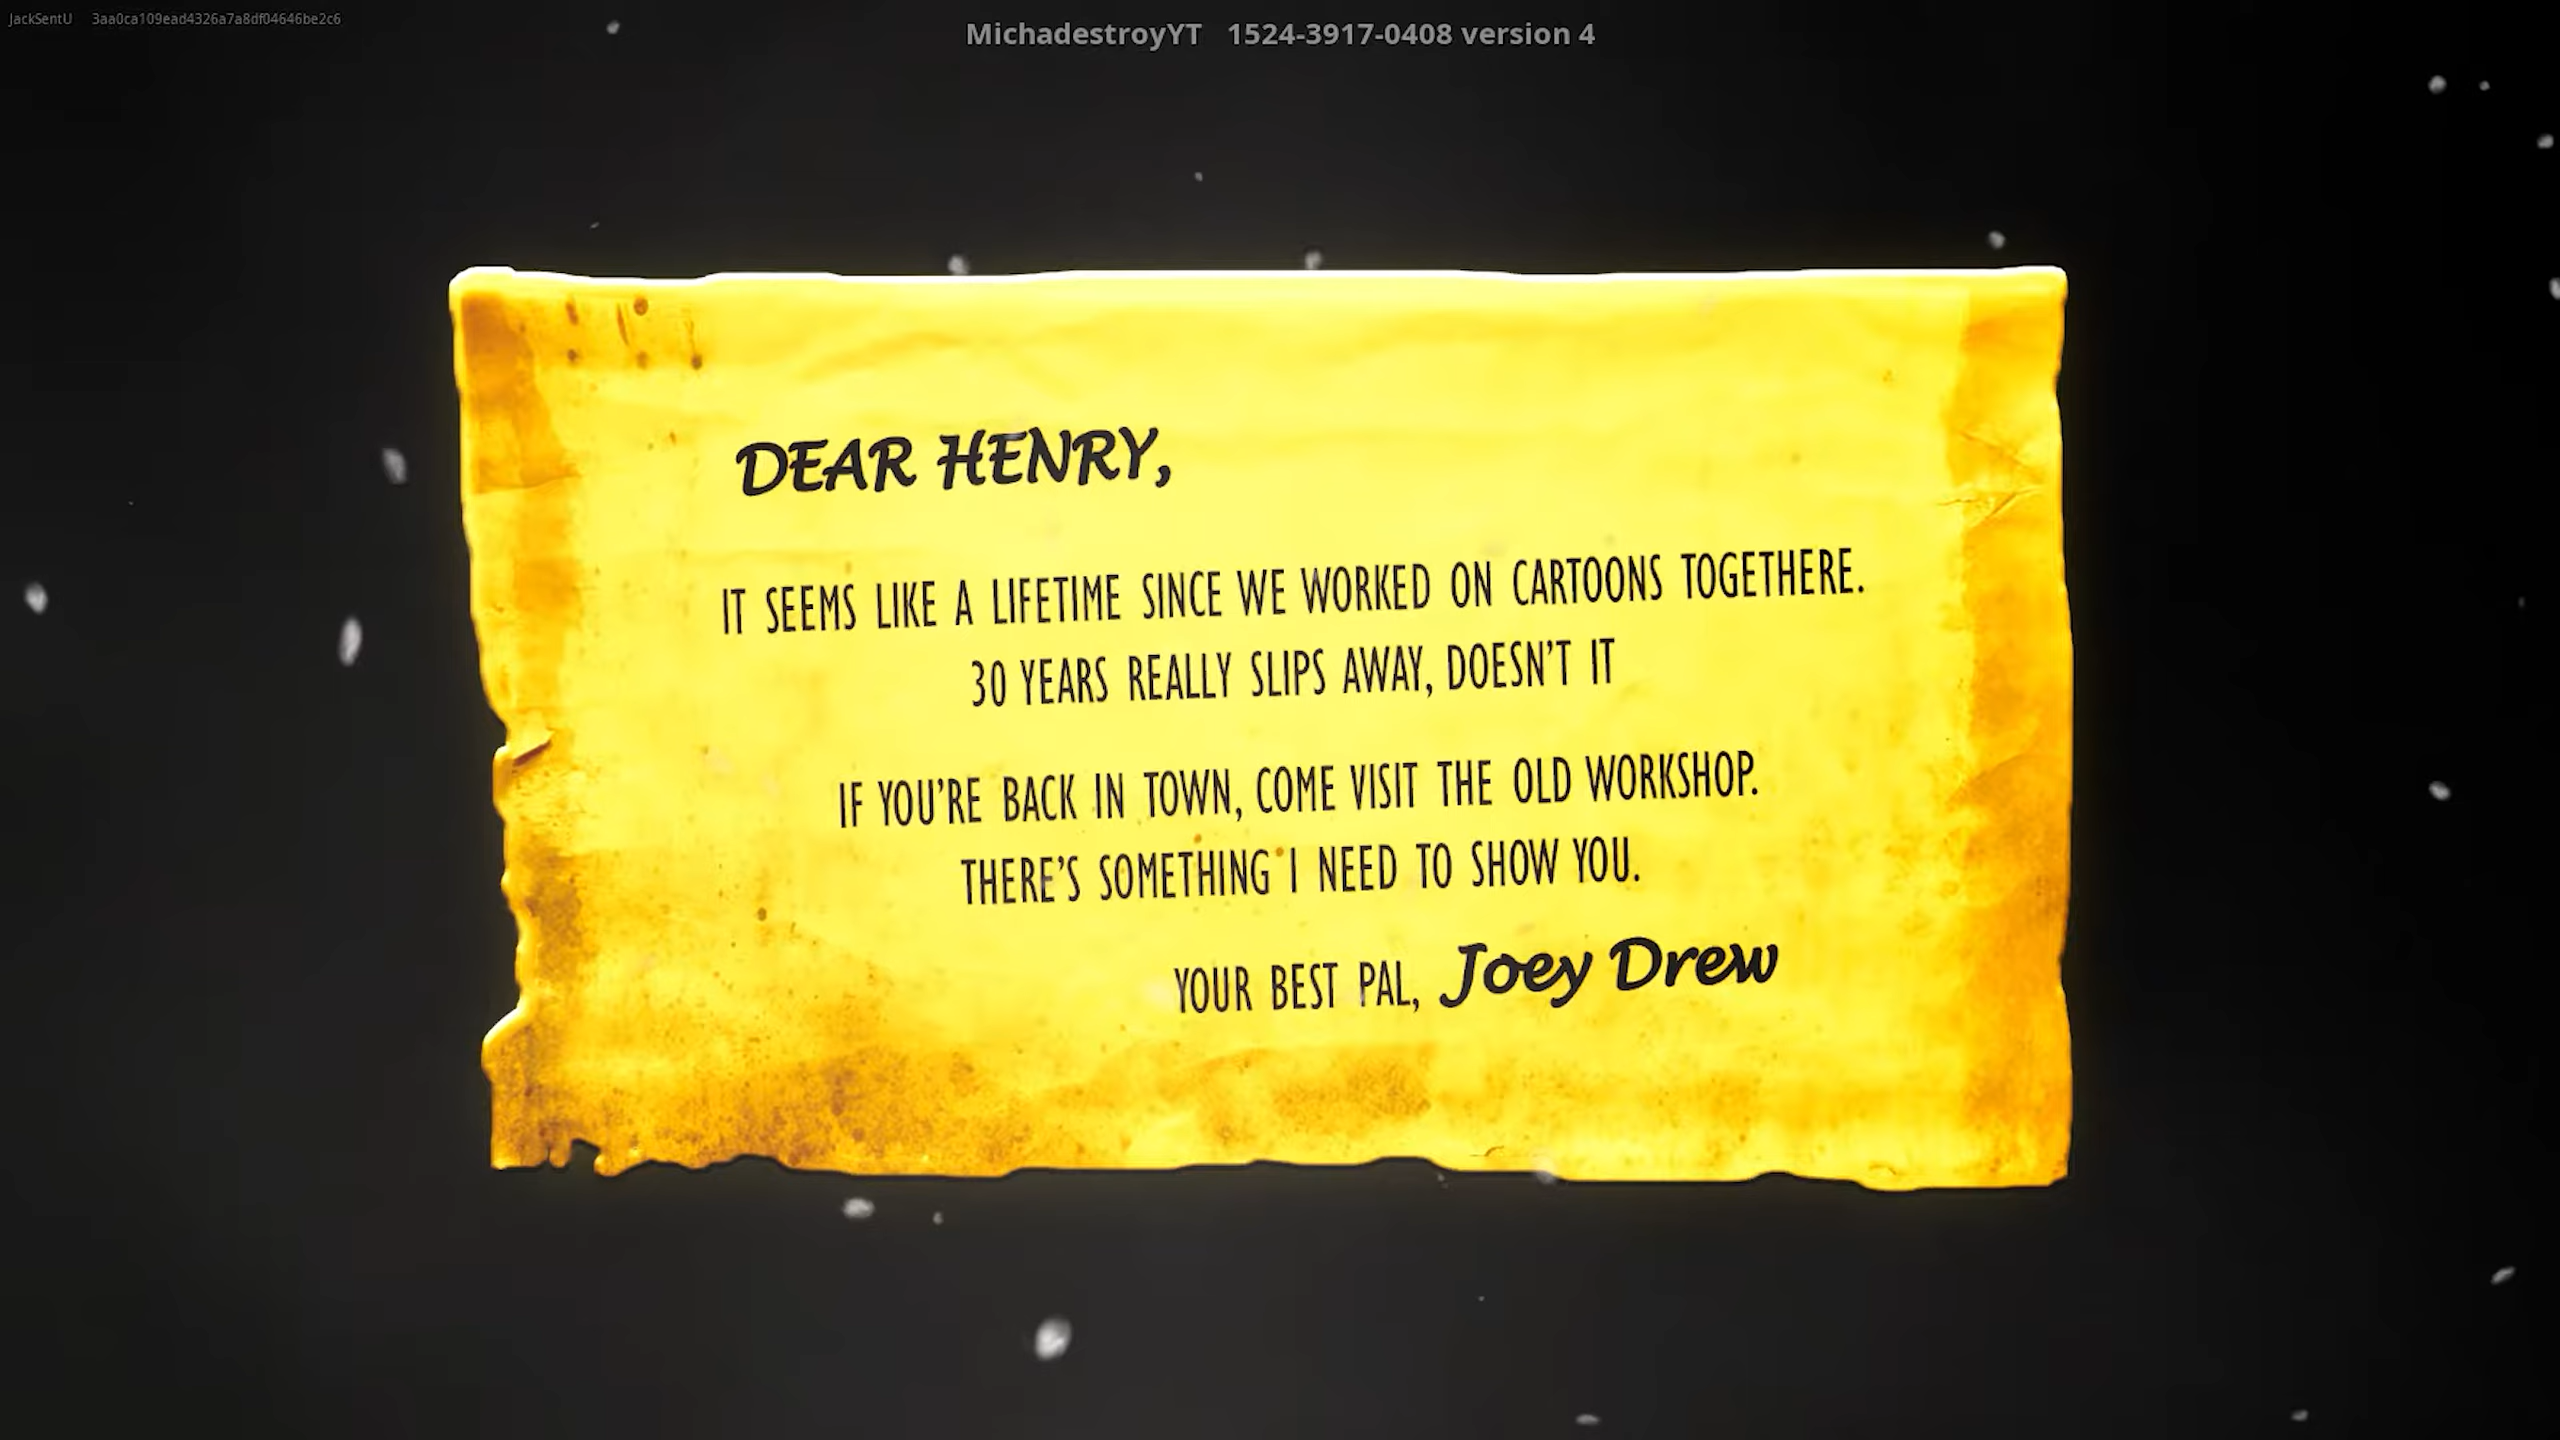 JackSentU 3aa0ca109ead4326a7a8df04646be2c6
MichadestroyYT 1524-3917-0408 version 4
DEAR HENRY,
IT SEEMS LIKE A LIFETIME SINCE WE WORKED ON CARTOONS TOGETHERE.
30 YEARS REALLY SLIPS AWAY, DOESN'T IT
IF YOU'RE BACK IN TOWN, COME VISIT THE OLD WORKSHOP.
THERE'S SOMETHING I NEED TO SHOW YOU.
YOUR BEST PAL, Joey Drew